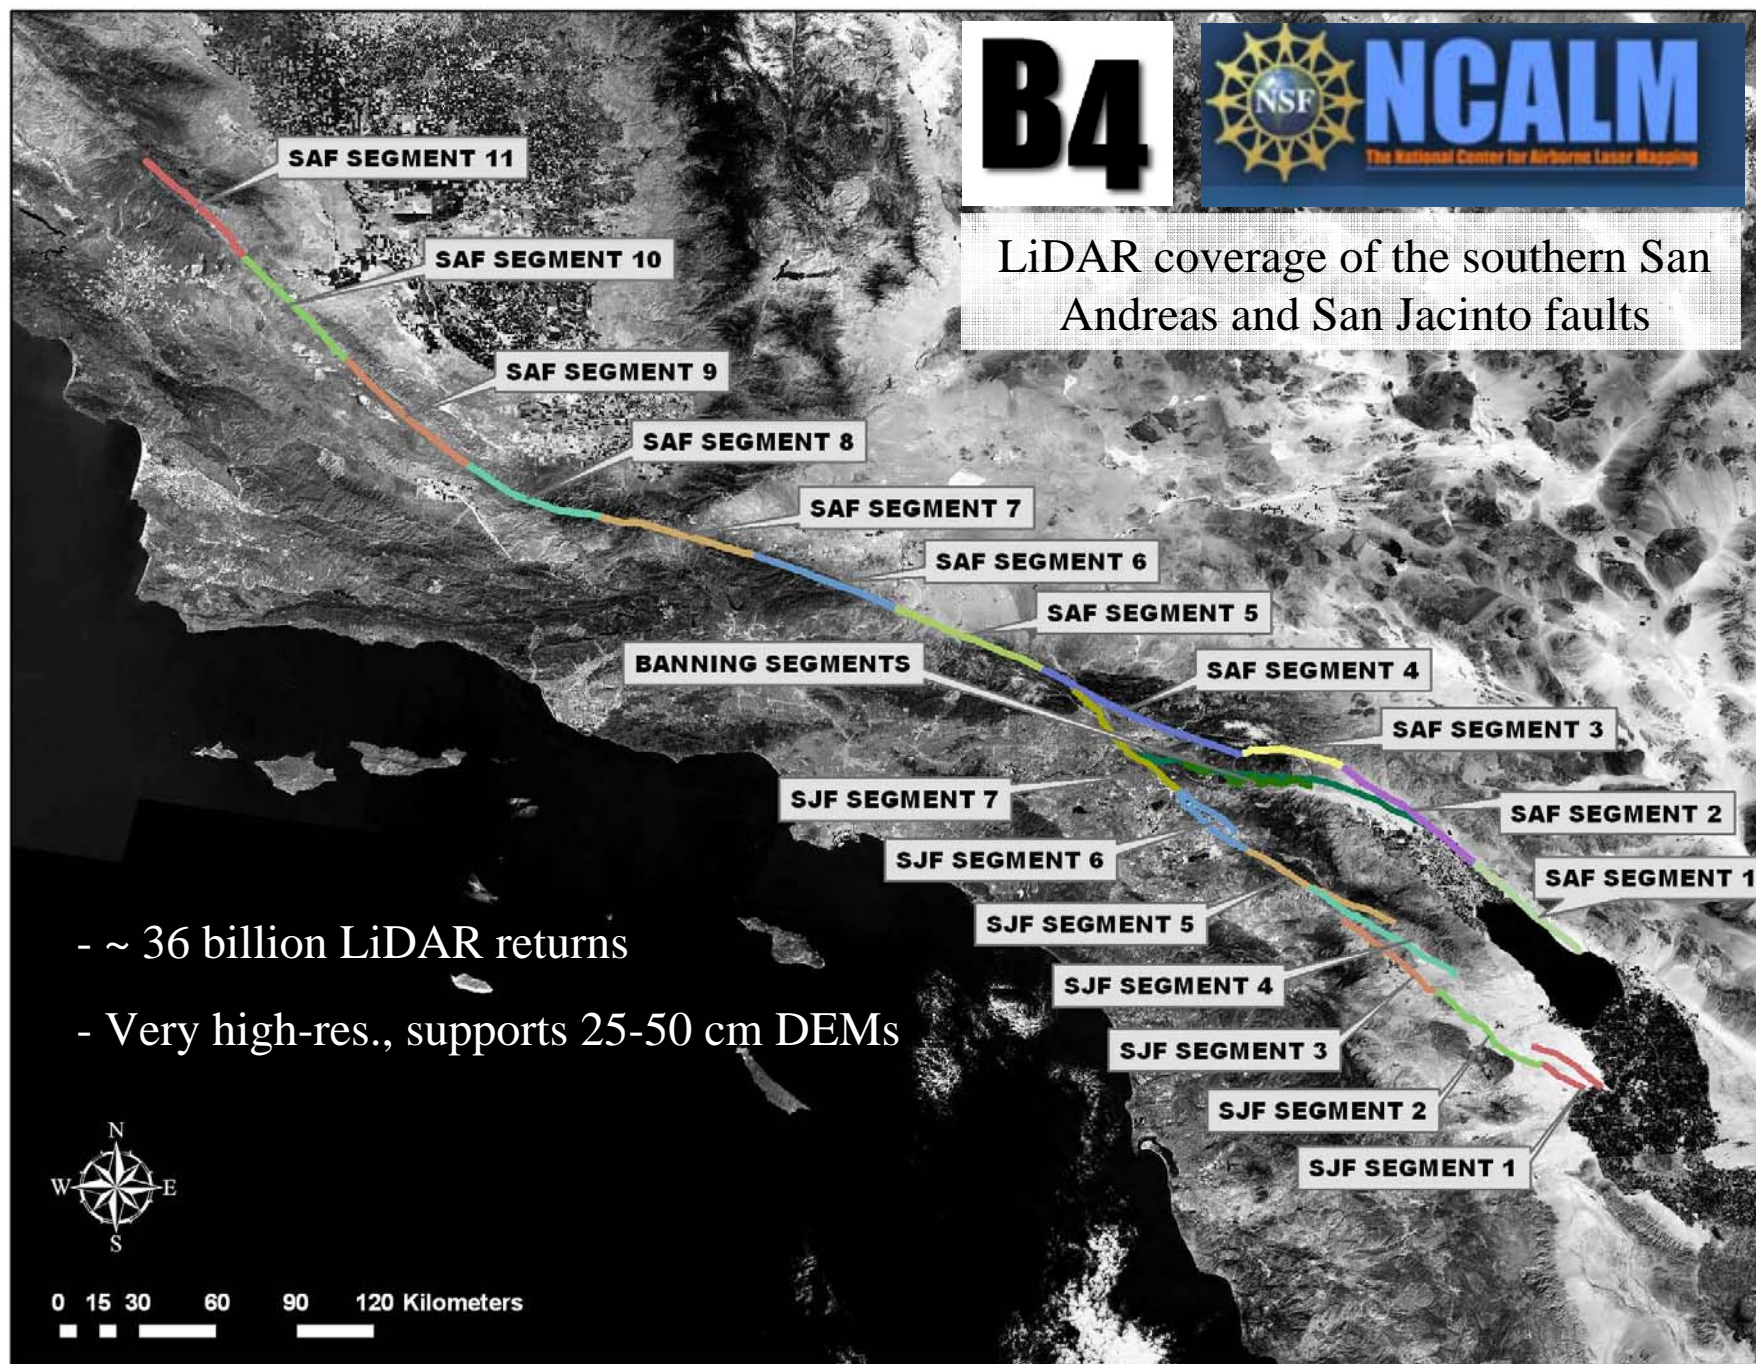 B4
NSF
NCALM
The National Center for Airborne Laser Mapping
LiDAR coverage of the southern San
Andreas and San Jacinto faults
SAF SEGMENT 11
SAF SEGMENT 10
SAF SEGMENT 9
SAF SEGMENT 8
SAF SEGMENT 7
SAF SEGMENT 6
SAF SEGMENT 5
BANNING SEGMENTS
SAF SEGMENT 4
SAF SEGMENT 3
SJF SEGMENT 7
SAF SEGMENT 2
SJF SEGMENT 6
SAF SEGMENT 1
SJF SEGMENT 5
- ~ 36 billion LiDAR returns
SJF SEGMENT 4
- Very high-res., supports 25-50 cm DEMs
SJF SEGMENT 3
SJF SEGMENT 2
SJF SEGMENT 1
N
W E
S
0 15 30 60 90 120 Kilometers